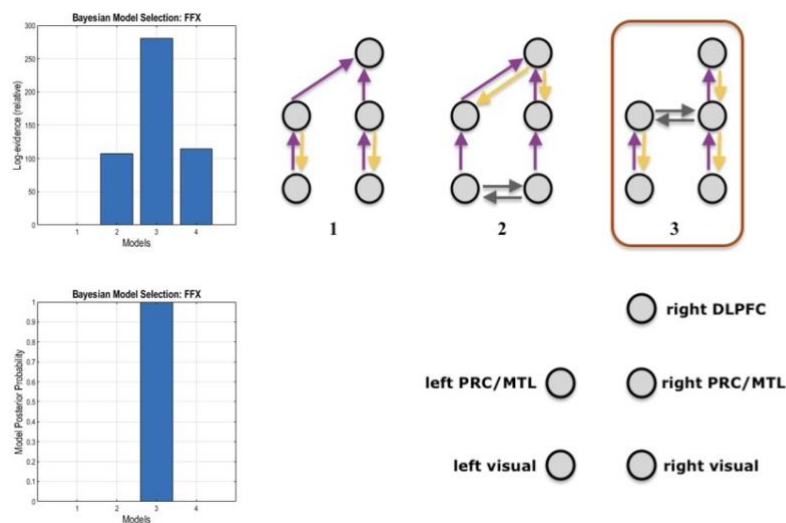 Bayesian Model Selection: FFX
Log-evidence (relative)
300
250
200
150
100
50
0
1 2 3 4
Models
1
2
3
Bayesian Model Selection: FFX
Model Posterior Probability
1
0.9
0.8
0.7
0.6
0.5
0.4
0.3
0.2
0.1
0
1 2 3 4
Models
right DLPFC
left PRC/MTL
right PRC/MTL
left visual
right visual